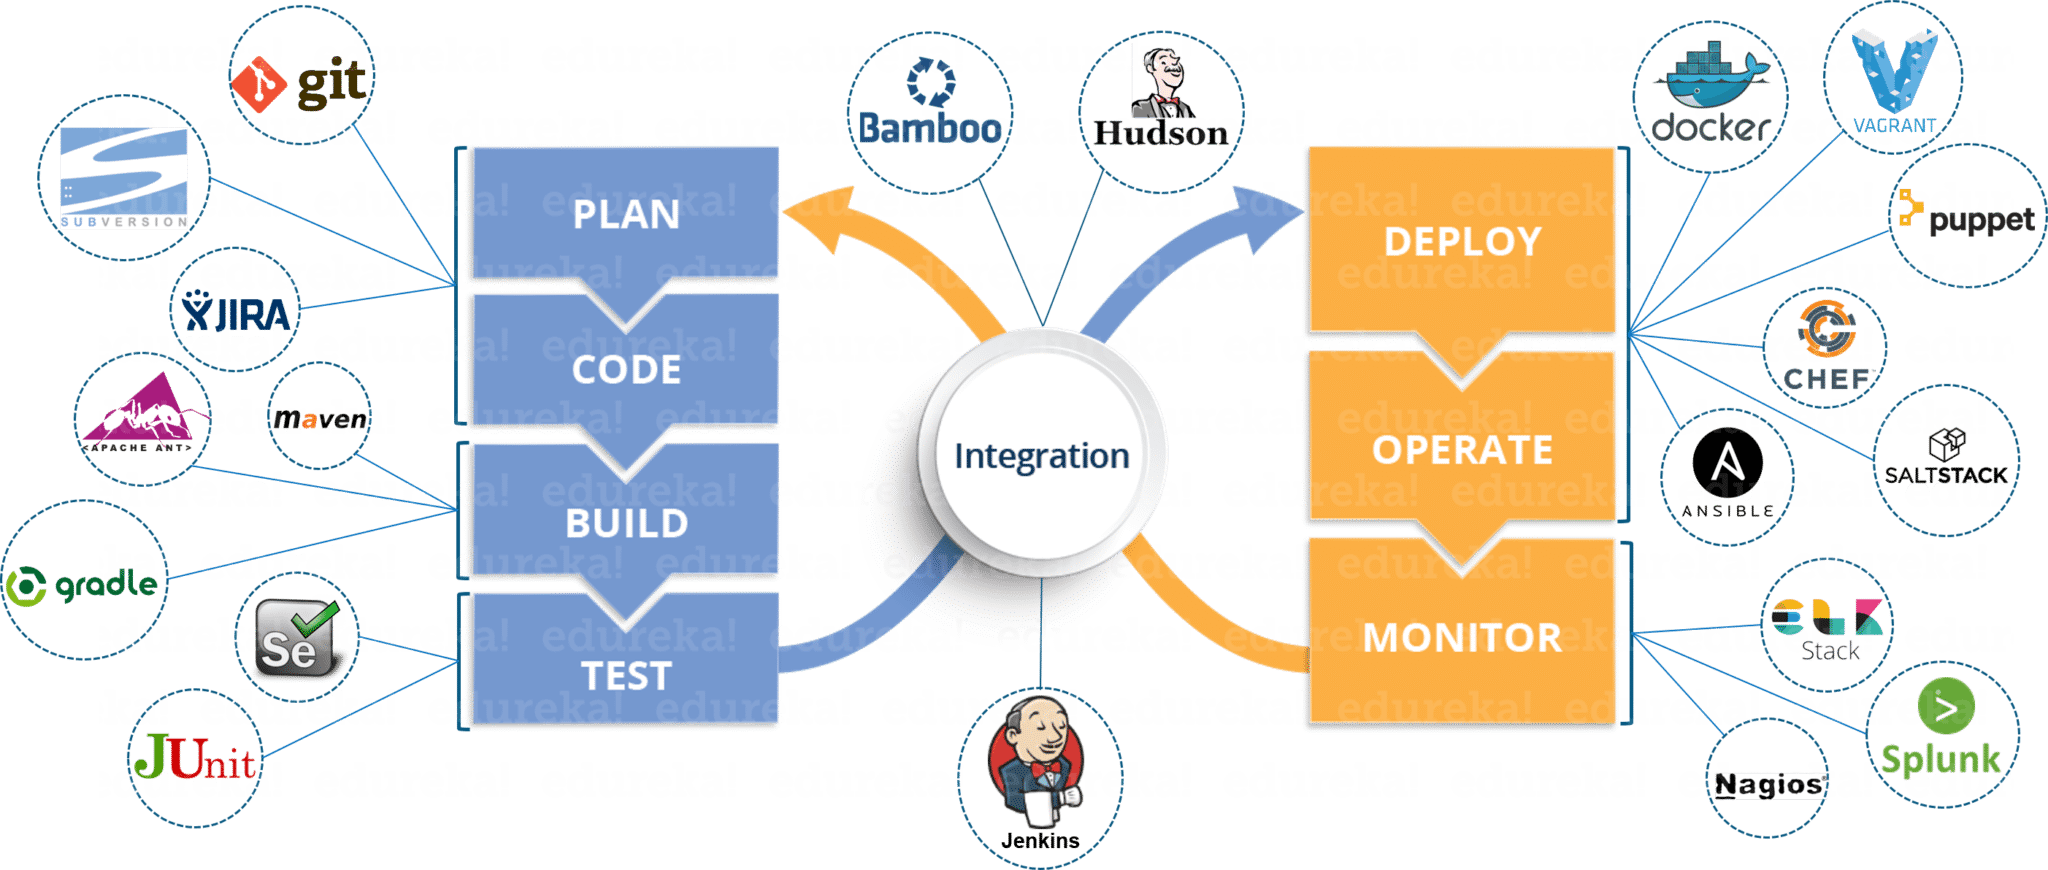 git
SUBVERSION
JIRA
<APACHE ANT>
maven
gradle
Se
JUnit
PLAN
CODE
BUILD
TEST
Bamboo
Hudson
Integration
Jenkins
DEPLOY
OPERATE
MONITOR
docker
VAGRANT
puppet
CHEF
SALTSTACK
ANSIBLE
elk
Stack
Splunk
Nagios
edureka!